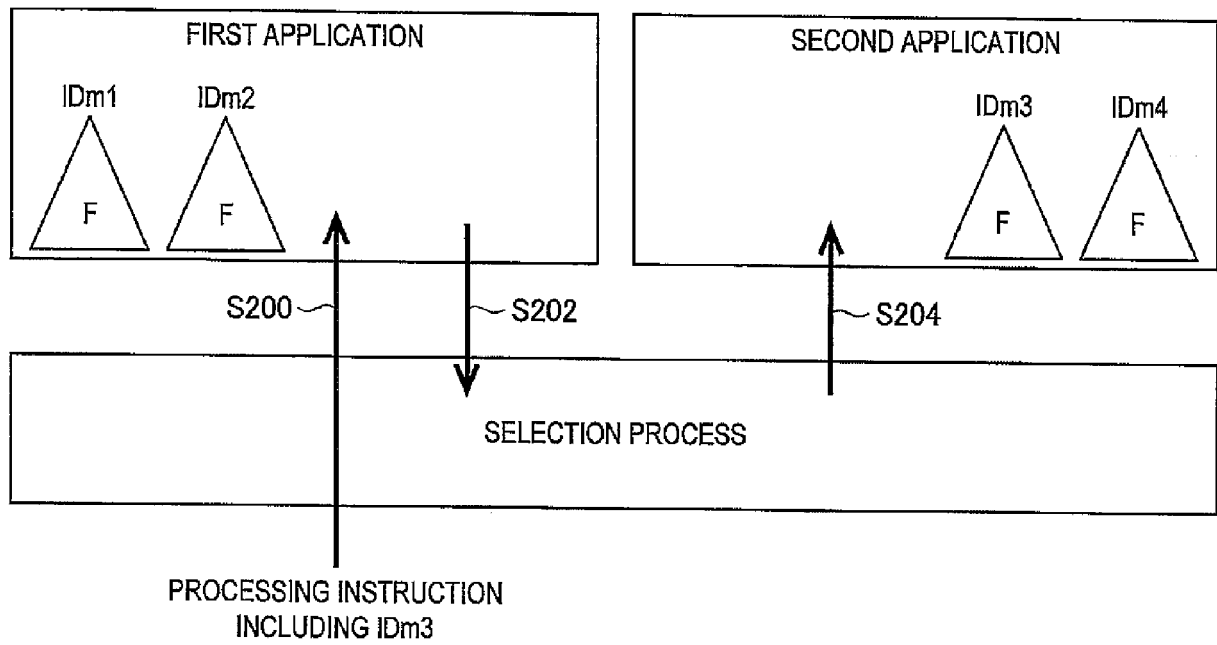 FIRST APPLICATION
SECOND APPLICATION
IDm1
IDm2
IDm3
IDm4
F
F
F
F
S200
S202
S204
SELECTION PROCESS
PROCESSING INSTRUCTION
INCLUDING IDm3